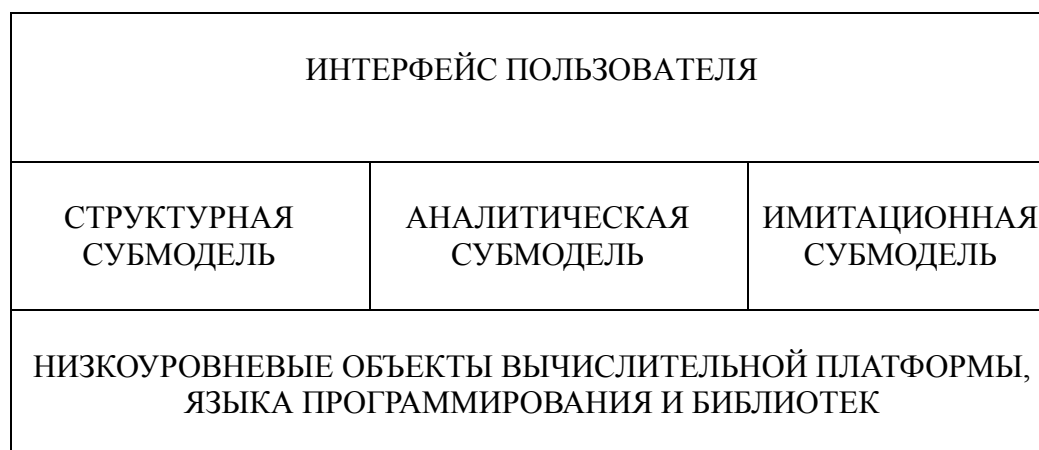 ИНТЕРФЕЙС ПОЛЬЗОВАТЕЛЯ
СТРУКТУРНАЯ
СУБМОДЕЛЬ
АНАЛИТИЧЕСКАЯ
СУБМОДЕЛЬ
ИМИТАЦИОННАЯ
СУБМОДЕЛЬ
НИЗКОУРОВНЕВЫЕ ОБЪЕКТЫ ВЫЧИСЛИТЕЛЬНОЙ ПЛАТФОРМЫ,
ЯЗЫКА ПРОГРАММИРОВАНИЯ И БИБЛИОТЕК